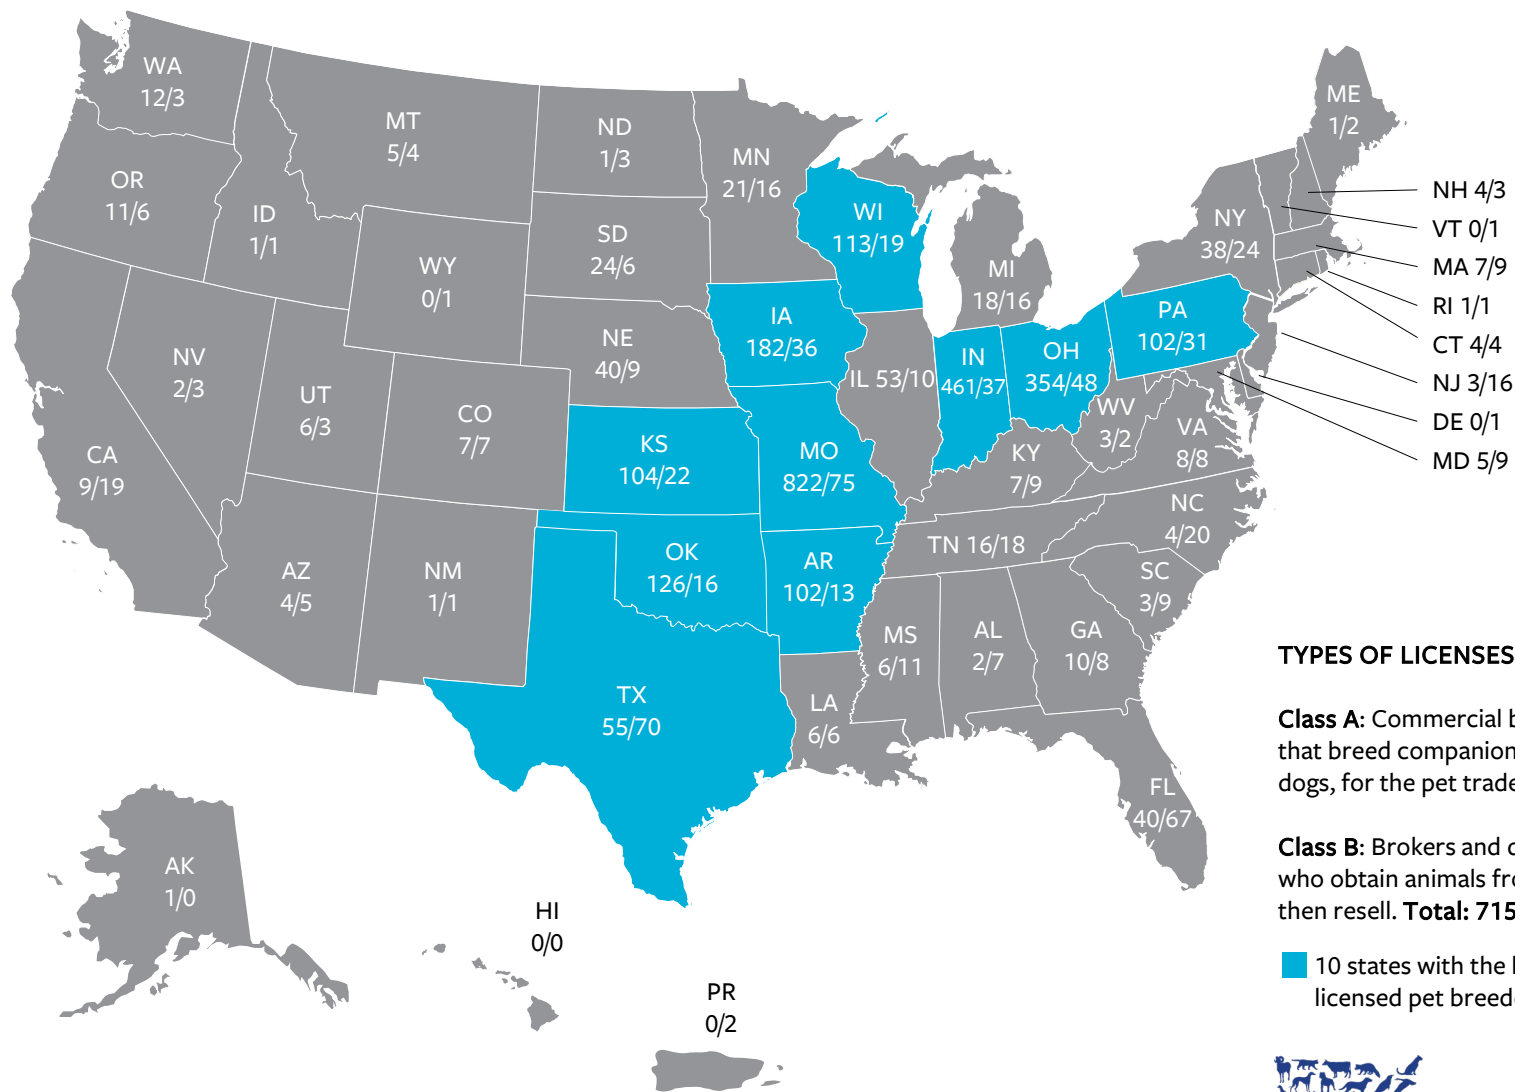 WA
12/3
MT
5/4
ND
1/3
MN
21/16
ME
1/2
OR
11/6
ID
1/1
SD
24/6
WI
113/19
NY
38/24
NH 4/3
VT 0/1
MA 7/9
RI 1/1
CT 4/4
NJ 3/16
DE 0/1
MD 5/9
WY
0/1
MI
18/16
IA
182/36
PA
102/31
NV
2/3
UT
6/3
CO
7/7
NE
40/9
IL 53/10
IN
461/37
OH
354/48
WV
3/2
VA
8/8
CA
9/19
KS
104/22
MO
822/75
KY
7/9
NC
4/20
AZ
4/5
NM
1/1
OK
126/16
AR
102/13
TN 16/18
SC
3/9
MS
6/11
AL
2/7
GA
10/8
TX
55/70
LA
6/6
FL
40/67
AK
1/0
HI
0/0
PR
0/2
TYPES OF LICENSES
Class A: Commercial
that breed companion
dogs, for the pet trade
Class B: Brokers and
who obtain animals
then resell. Total: 715
10 states with the
licensed pet